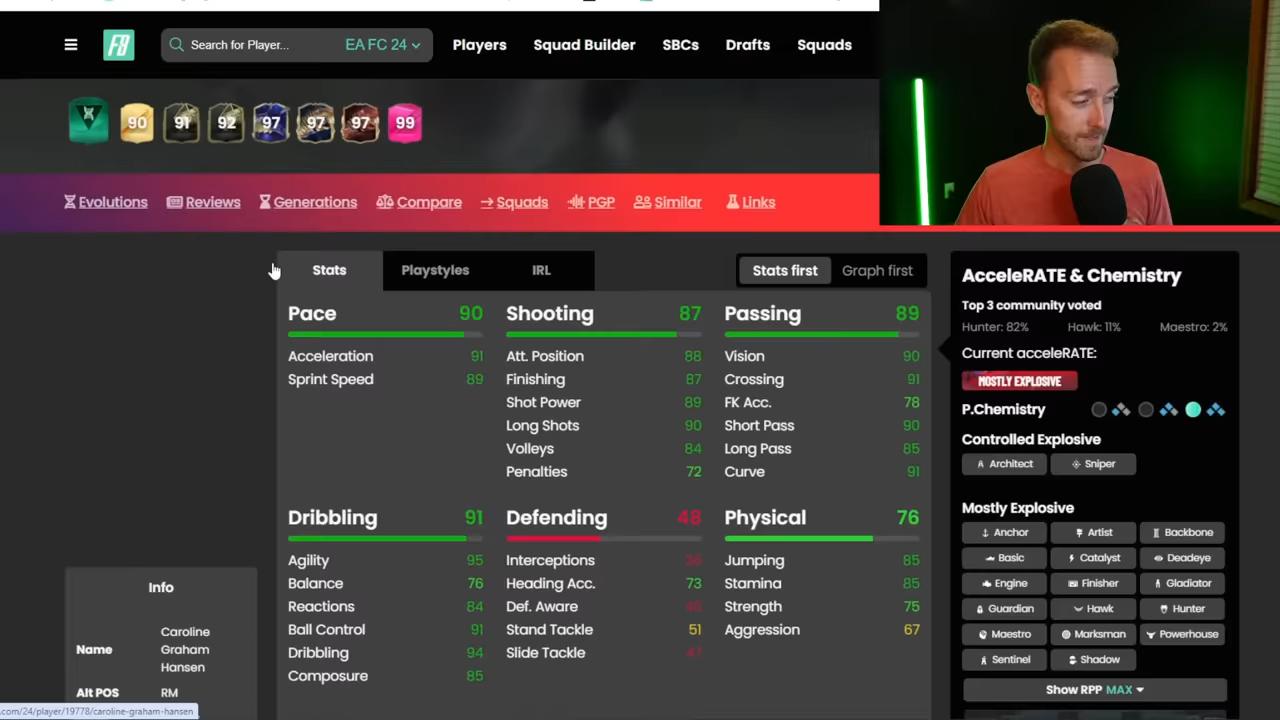 F8
Search for Player...
EA FC 24
Players
Squad Builder
SBCs
Drafts
Squads
90
91
92
97
97
97
99
Evolutions
Reviews
Generations
Compare
Squads
PGP
Similar
Links
Stats
Playstyles
IRL
Stats first
Graph first
Pace 90
Acceleration 91
Sprint Speed 89
Shooting 87
Att. Position 88
Finishing 87
Shot Power 89
Long Shots 90
Volleys 84
Penalties 72
Passing 89
Vision 90
Crossing 91
FK Acc. 78
Short Pass 90
Long Pass 85
Curve 91
Dribbling 91
Agility 95
Balance 76
Reactions 84
Ball Control 91
Dribbling 94
Composure 85
Defending 48
Interceptions
Heading Acc. 73
Def. Aware
Stand Tackle 51
Slide Tackle
Physical 76
Jumping 85
Stamina 85
Strength 75
Aggression 67
AcceleRATE & Chemistry
Top 3 community voted
Hunter: 82%
Hawk: 11%
Maestro: 2%
Current acceleRATE:
MOSTLY EXPLOSIVE
P.Chemistry
Controlled Explosive
Architect
Sniper
Mostly Explosive
Anchor
Artist
Backbone
Basic
Catalyst
Deadeye
Engine
Finisher
Gladiator
Guardian
Hawk
Hunter
Maestro
Marksman
Powerhouse
Sentinel
Shadow
Show RPP MAX
Info
Name
Caroline
Graham
Hansen
Alt POS
RM
.com/24/player/19778/caroline-graham-hansen